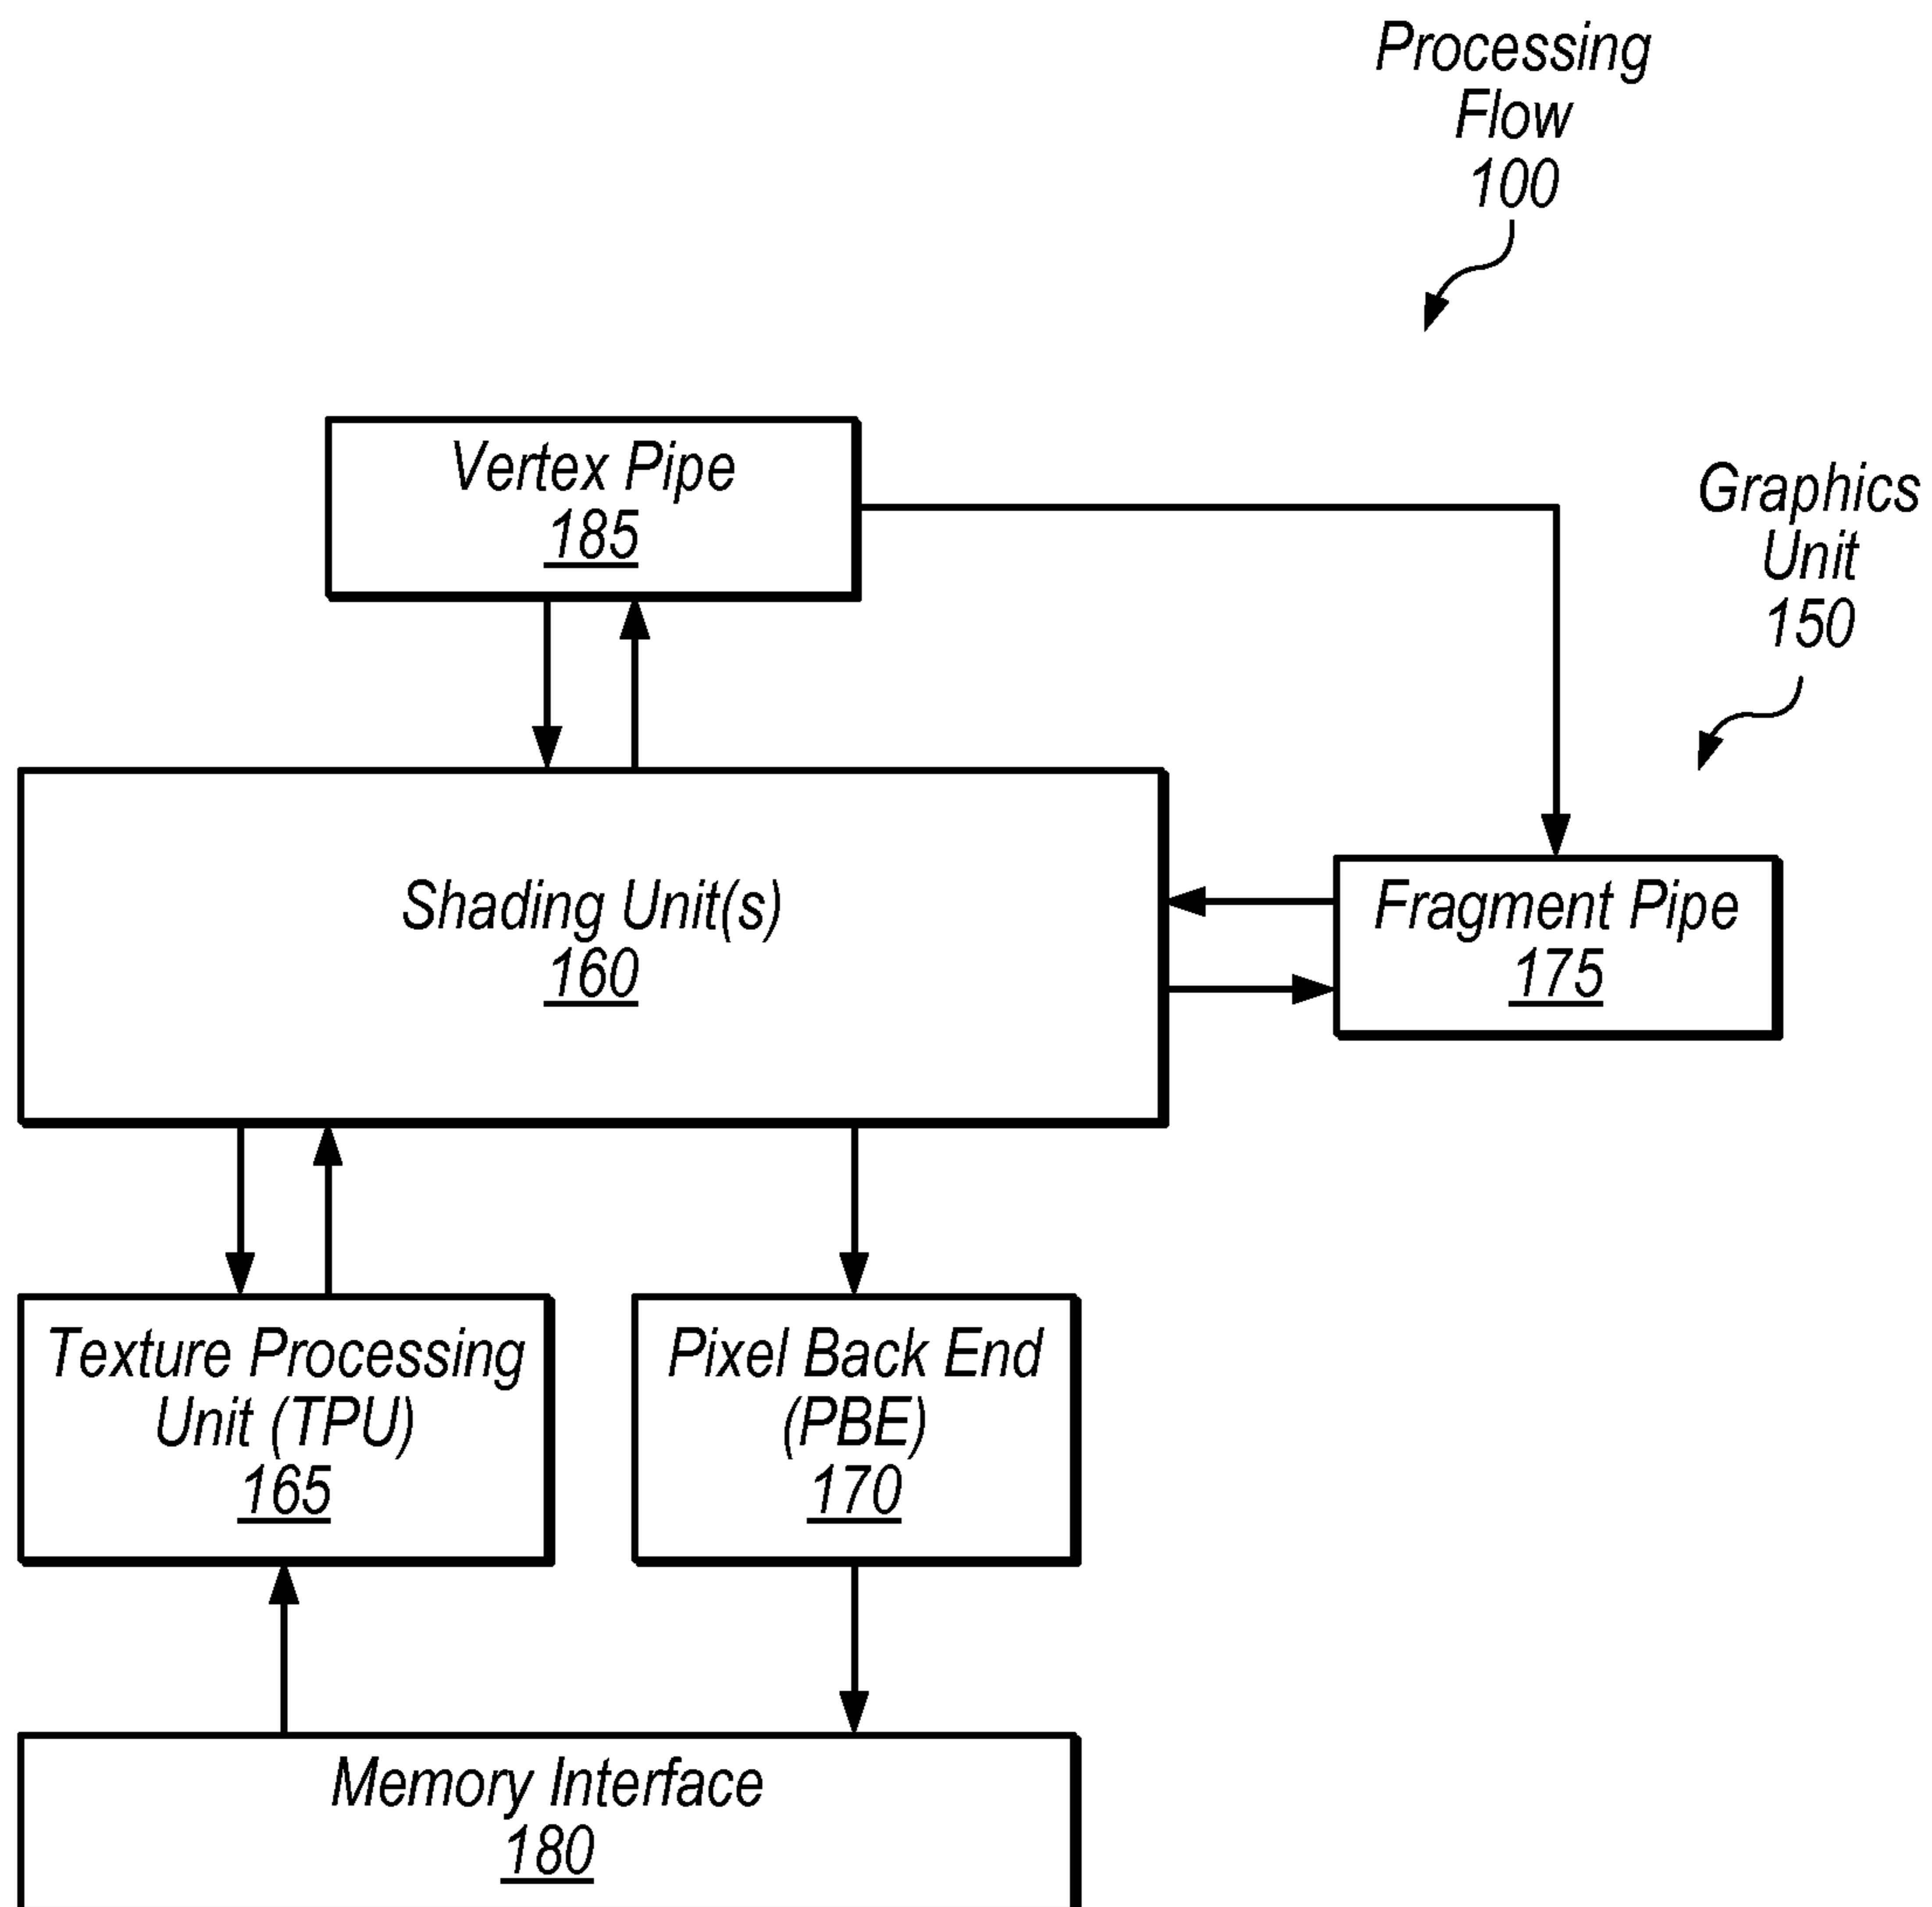 Processing
Flow
100
Vertex Pipe
185
Graphics
Unit
150
Shading Unit(s)
160
Fragment Pipe
175
Texture Processing
Unit (TPU)
165
Pixel Back End
(PBE)
170
Memory Interface
180